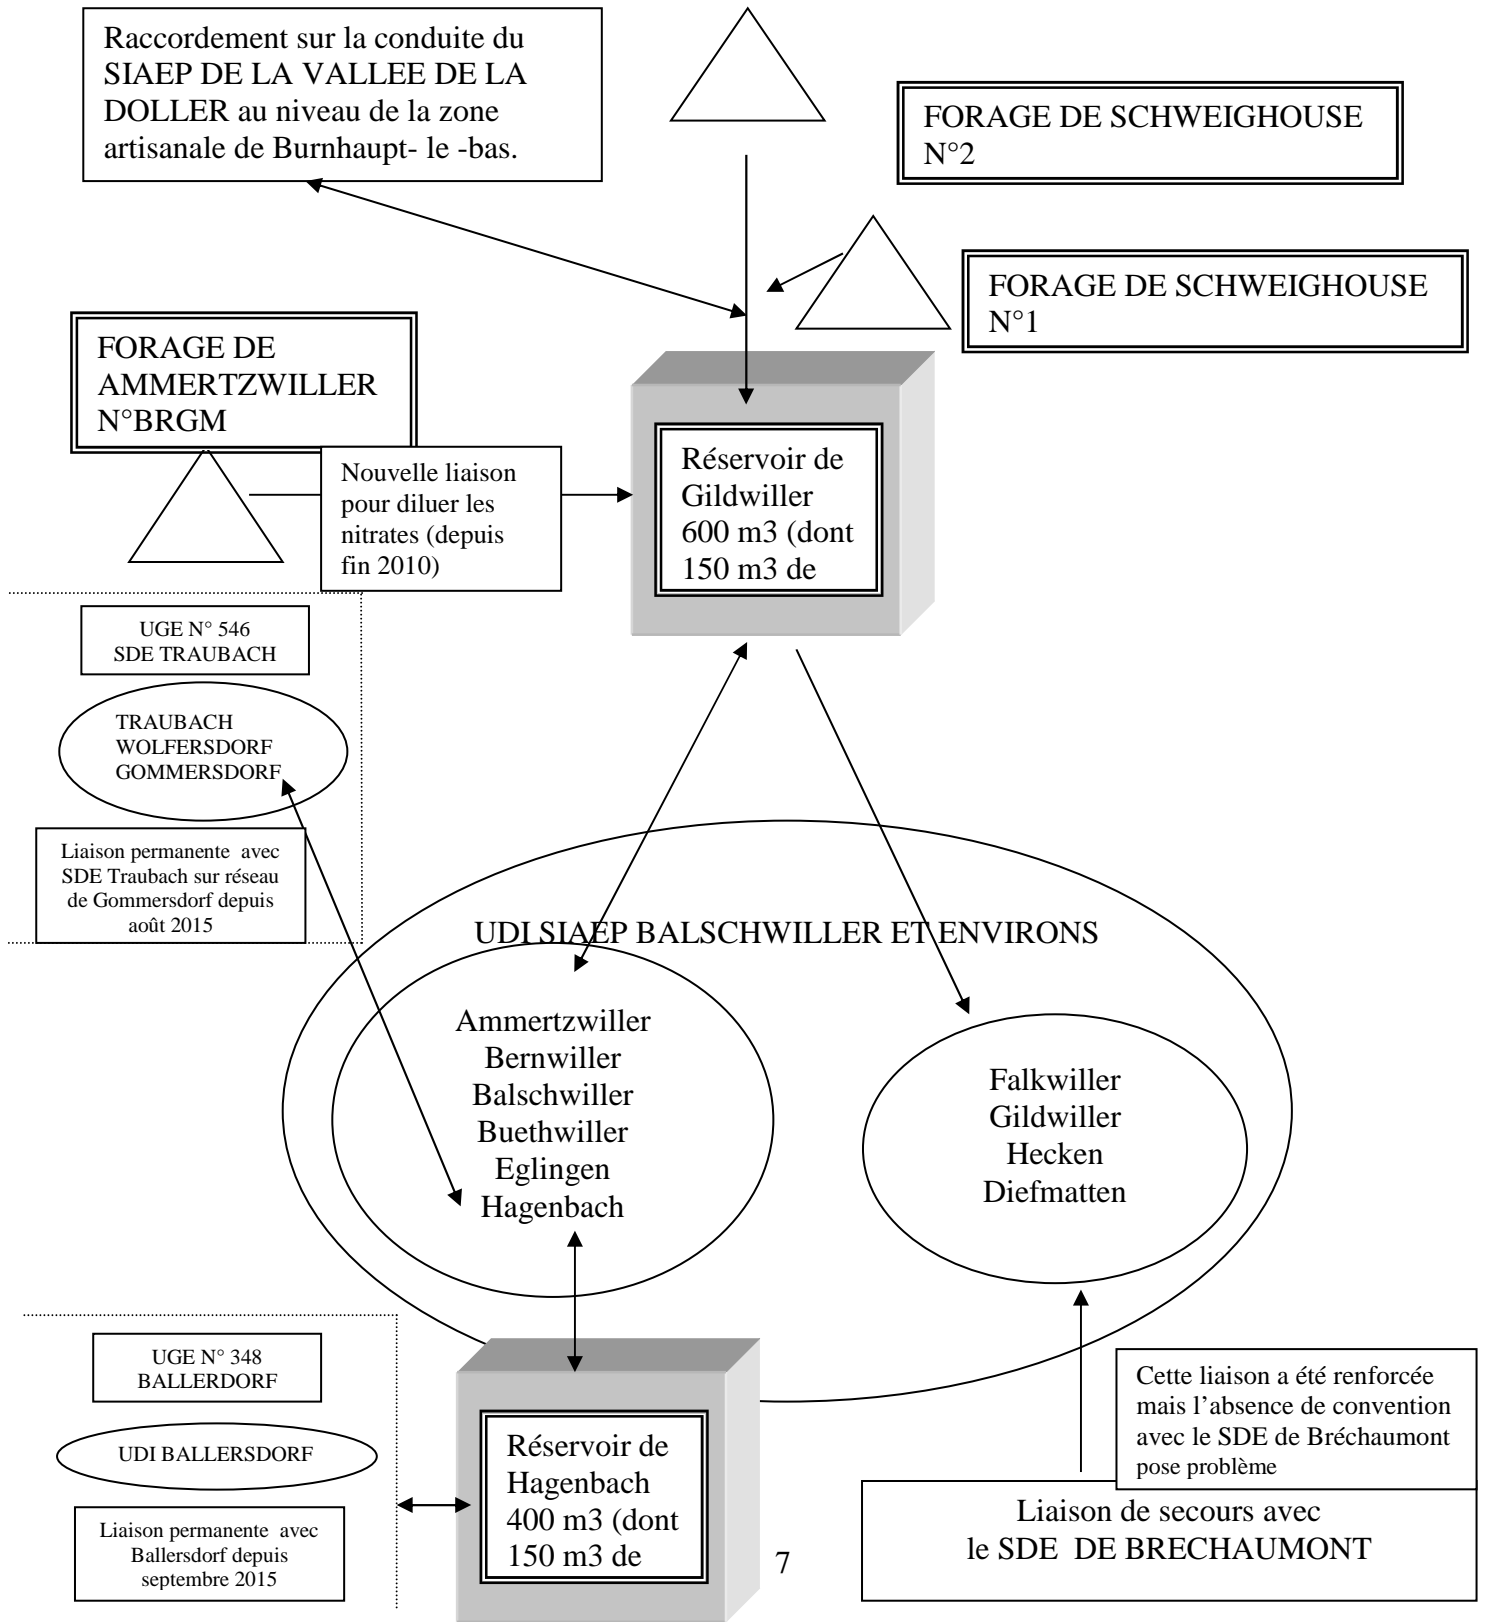 Raccordement sur la conduite du
SIAEP DE LA VALLEE DE LA
DOLLER au niveau de la zone
artisanale de Burnhaupt- le -bas.
FORAGE DE SCHWEIGHOUSE
N°2
FORAGE DE SCHWEIGHOUSE
N°1
FORAGE DE
AMMERTZWILLER
N°BRGM
Nouvelle liaison
pour diluer les
nitrates (depuis
fin 2010)
Réservoir de
Gildwiller
600 m3 (dont
150 m3 de
UGE N° 546
SDE TRAUBACH
TRAUBACH
WOLFERSDORF
GOMMERSDORF
Liaison permanente avec
SDE Traubach sur réseau
de Gommersdorf depuis
août 2015
UDI SIAEP BALSCHWILLER ET ENVIRONS
Ammertzwiller
Bernwiller
Balschwiller
Buethwiller
Eglingen
Hagenbach
Falkwiller
Gildwiller
Hecken
Diefmatten
UGE N° 348
BALLERDORF
UDI BALLERSDORF
Liaison permanente avec
Ballersdorf depuis
septembre 2015
Réservoir de
Hagenbach
400 m3 (dont
150 m3 de
Cette liaison a été renforcée
mais l’absence de convention
avec le SDE de Bréchaumont
pose problème
Liaison de secours avec
le SDE DE BRECHAUMONT
7